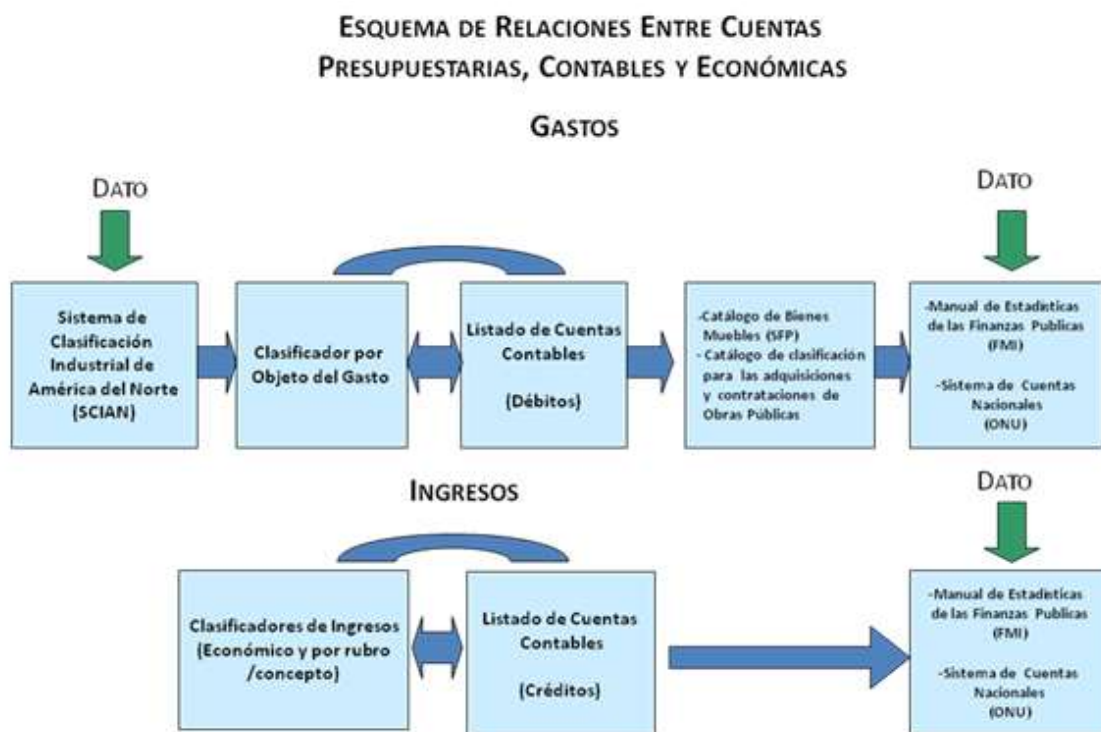 ESQUEMA DE RELACIONES ENTRE CUENTAS
PRESUPUESTARIAS, CONTABLES Y ECONÓMICAS
GASTOS
DATO
DATO
Sistema de
Clasificación
Industrial de
América del Norte
(SCIAN)
Clasificador por
Objeto del Gasto
Listado de Cuentas
Contables
(Débitos)
-Catálogo de Bienes
Muebles (SFP)
- Catálogo de clasificación
para las adquisiciones
y contrataciones de
Obras Públicas
-Manual de Estadísticas
de las Finanzas Publicas
(FMI)
-Sistema de Cuentas
Nacionales
(ONU)
INGRESOS
DATO
Clasificadores de Ingresos
(Económico y por rubro
/concepto)
Listado de Cuentas
Contables
(Créditos)
-Manual de Estadísticas
de las Finanzas Publicas
(FMI)
-Sistema de Cuentas
Nacionales
(ONU)